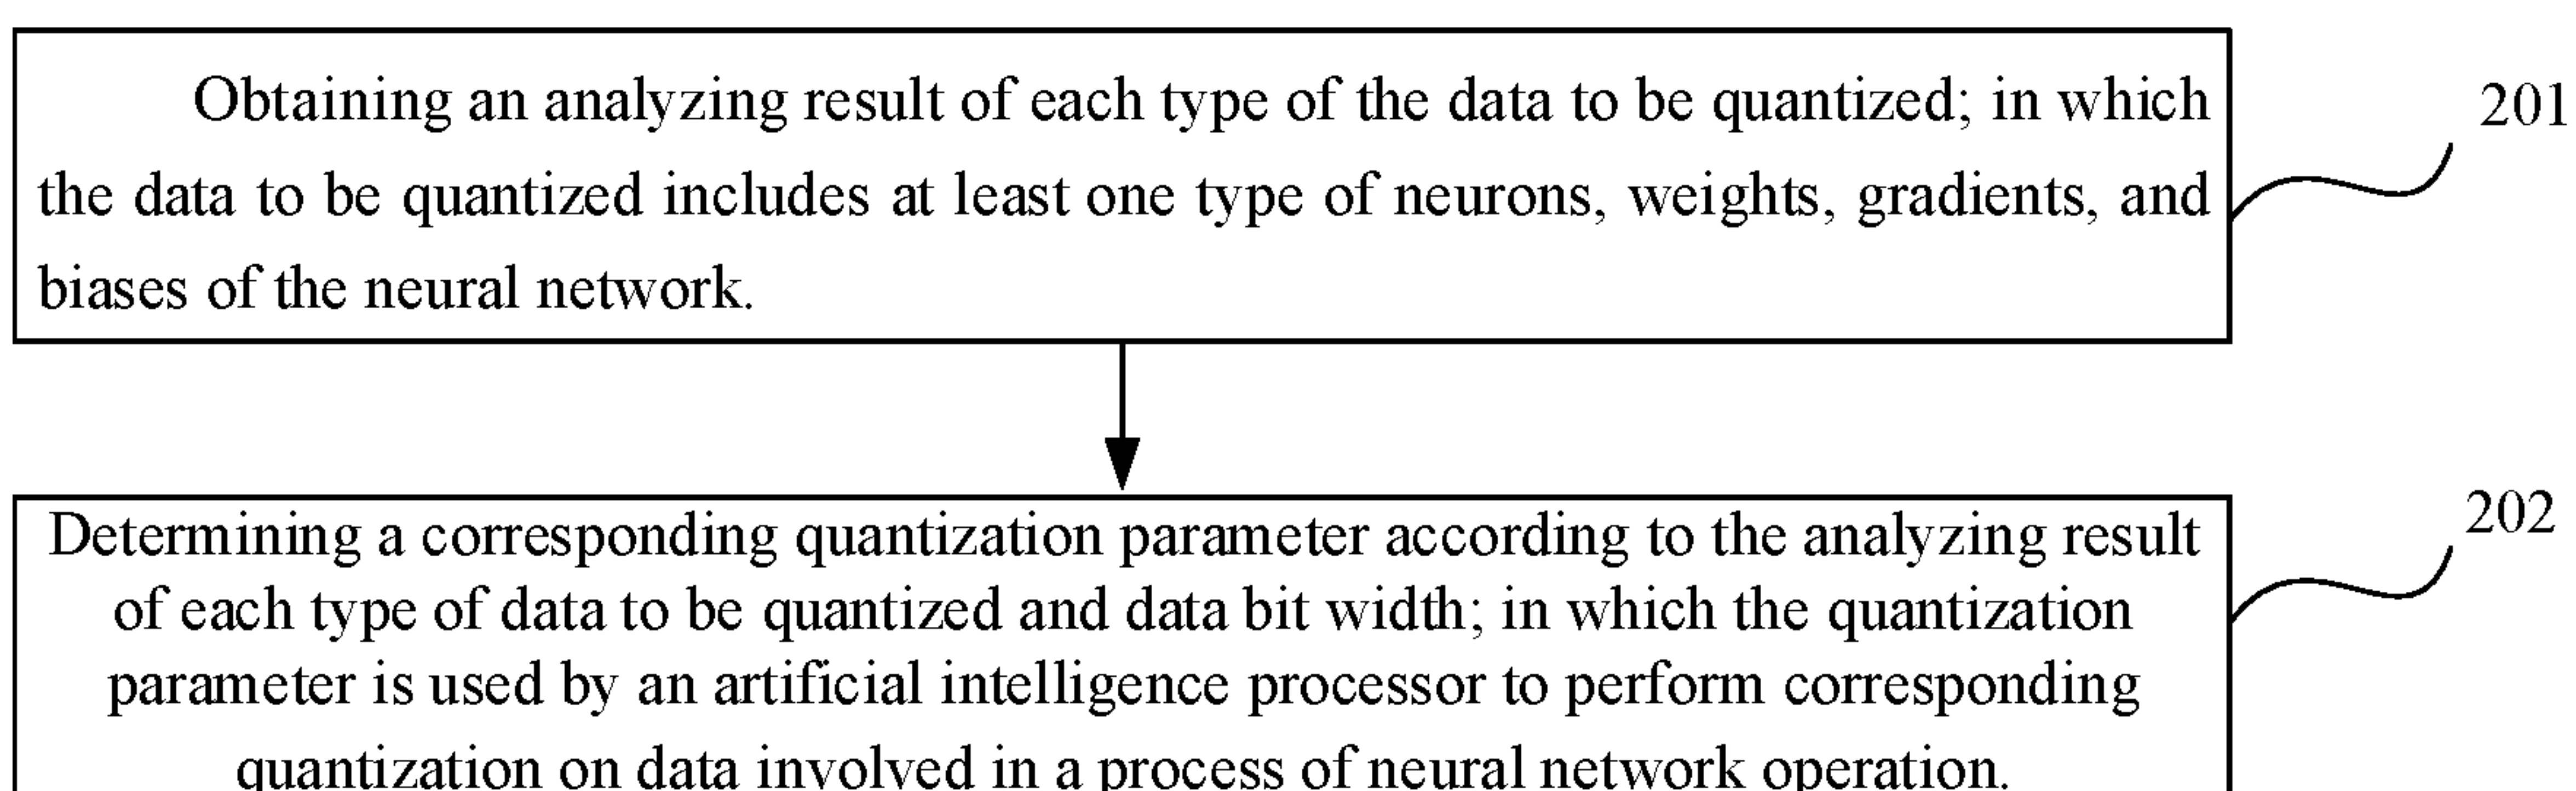 Obtaining an analyzing result of each type of the data to be quantized; in which
the data to be quantized includes at least one type of neurons, weights, gradients, and
biases of the neural network.
201
Determining a corresponding quantization parameter according to the analyzing result
of each type of data to be quantized and data bit width; in which the quantization
parameter is used by an artificial intelligence processor to perform corresponding
quantization on data involved in a process of neural network operation.
202